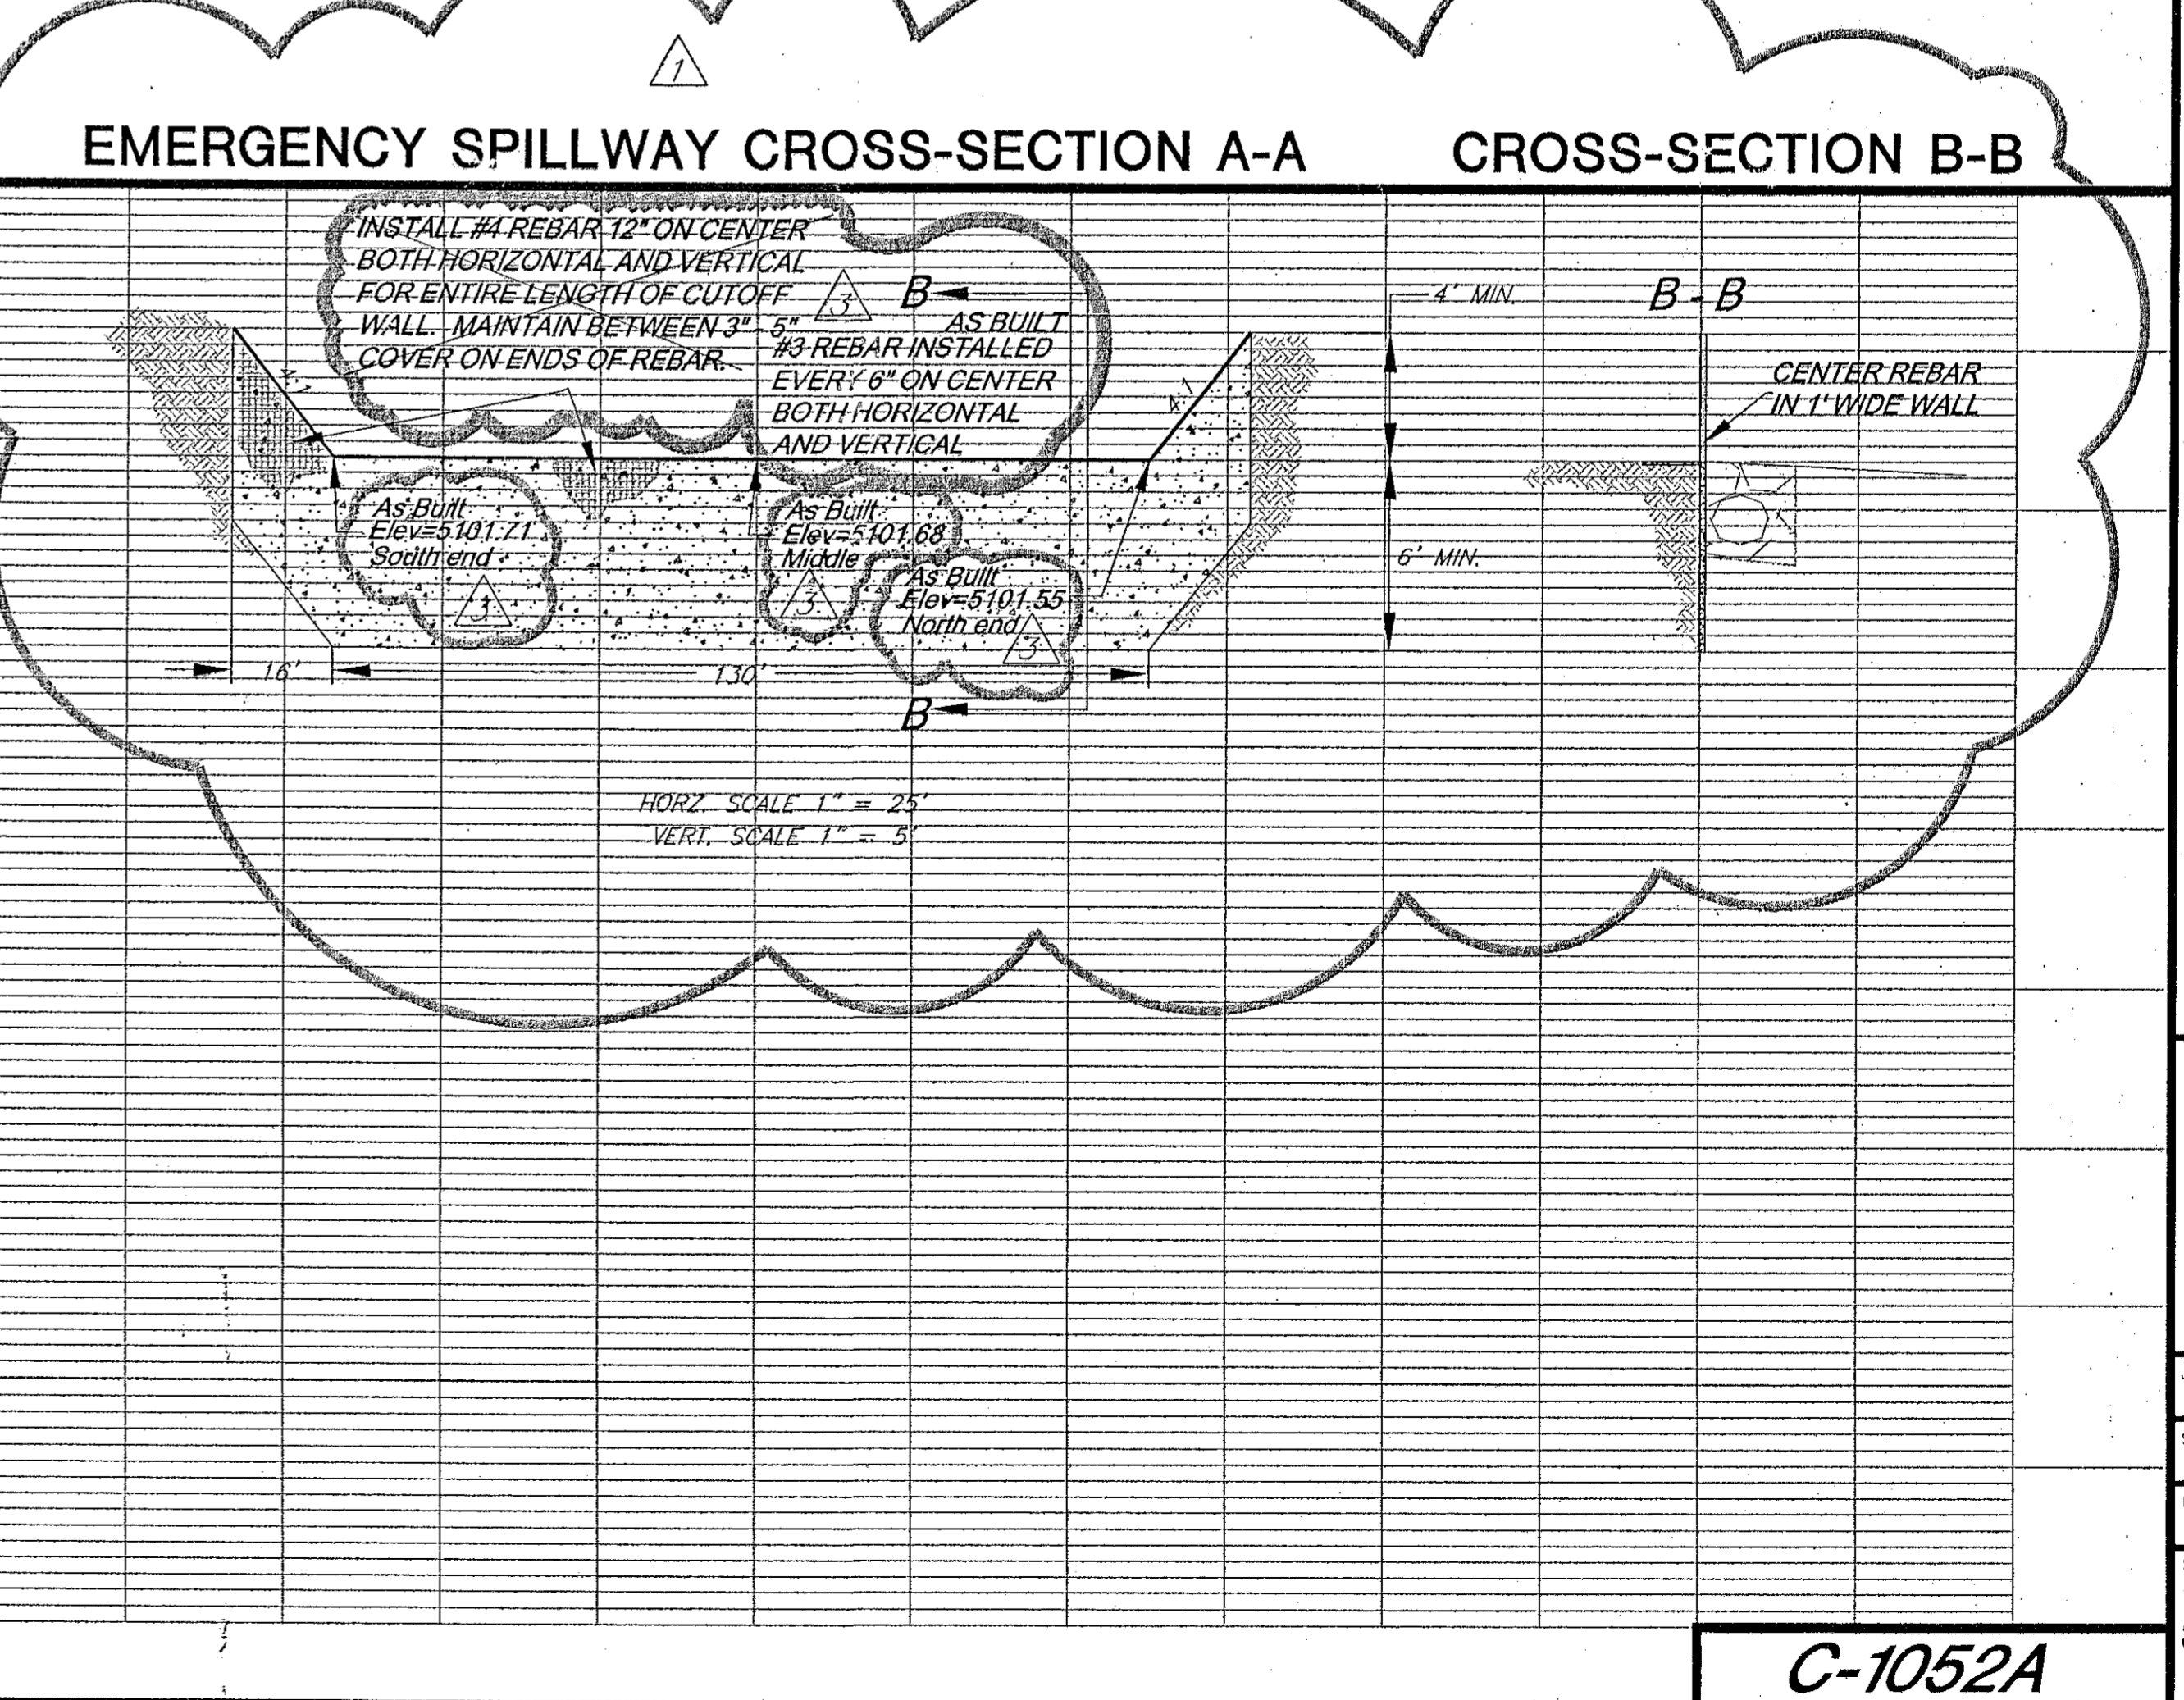 1
EMERGENCY SPILLWAY CROSS-SECTION A-A
CROSS-SECTION B-B
INSTALL #4 REBAR 12" ON CENTER
BOTH HORIZONTAL AND VERTICAL
FOR ENTIRE LENGTH OF CUTOFF
WALL. MAINTAIN BETWEEN 3" - 5"
COVER ON ENDS OF REBAR.
3
B
AS BUILT
#3 REBAR INSTALLED
EVERY 6" ON CENTER
BOTH HORIZONTAL
AND VERTICAL
4:1
4:1
4' MIN.
B - B
CENTER REBAR
IN 1' WIDE WALL
As Built
Elev=5101.71
South end
3
As Built
Elev=5101.68
Middle
3
As Built
Elev=5101.55
North end
3
6' MIN.
16'
130'
B
HORZ. SCALE 1" = 25'
VERT. SCALE 1" = 5'
C-1052A